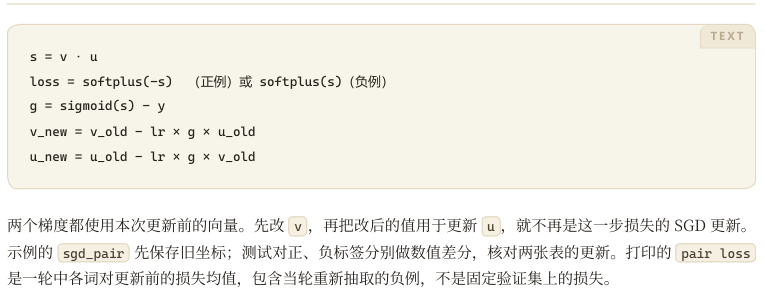 TEXT
s = v · u
loss = softplus(−s)  （正例）或 softplus(s)（负例）
g = sigmoid(s) − y
v_new = v_old − lr × g × u_old
u_new = u_old − lr × g × v_old
两个梯度都使用本次更新前的向量。先改 v，再把改后的值用于更新 u，就不再是这一步损失的 SGD 更新。
示例的 sgd_pair 先保存旧坐标；测试对正、负标签分别做数值差分，核对两张表的更新。打印的 pair loss
是一轮中各词对更新前的损失均值，包含当轮重新抽取的负例，不是固定验证集上的损失。